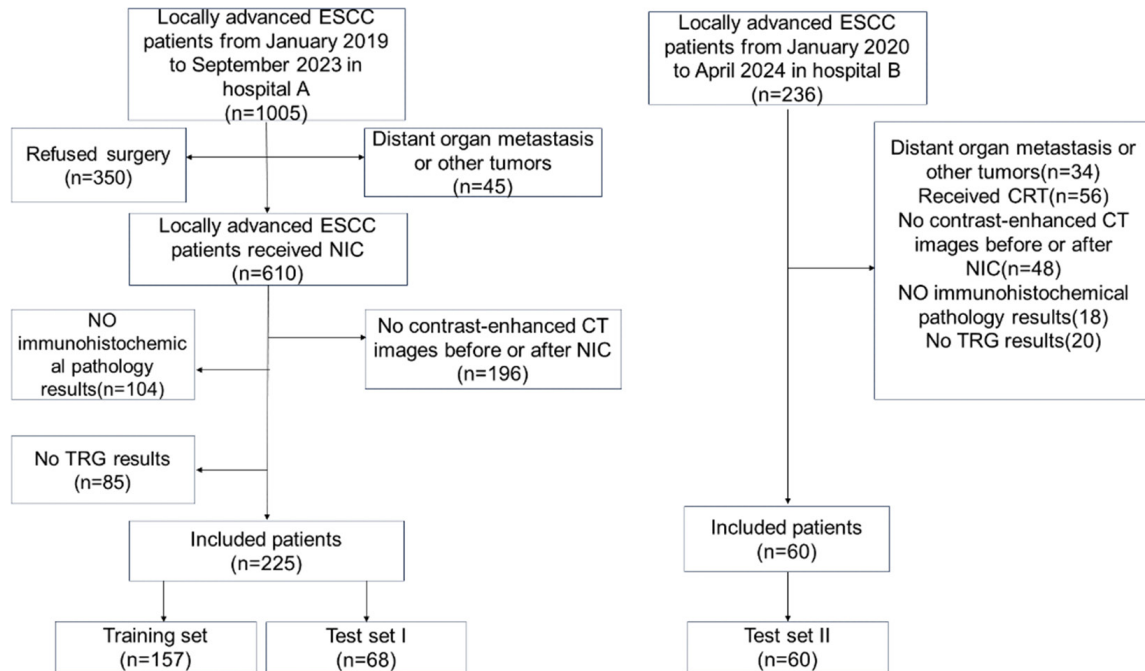 Locally advanced ESCC
patients from January 2019
to September 2023 in
hospital A
(n=1005)
Refused surgery
(n=350)
Distant organ metastasis
or other tumors
(n=45)
Locally advanced ESCC
patients received NIC
(n=610)
NO
immunohistochemic
al pathology
results(n=104)
No contrast-enhanced CT
images before or after NIC
(n=196)
No TRG results
(n=85)
Included patients
(n=225)
Training set
(n=157)
Test set I
(n=68)
Locally advanced ESCC
patients from January 2020
to April 2024 in hospital B
(n=236)
Distant organ metastasis or
other tumors(n=34)
Received CRT(n=56)
No contrast-enhanced CT
images before or after
NIC(n=48)
NO immunohistochemical
pathology results(18)
No TRG results(20)
Included patients
(n=60)
Test set II
(n=60)